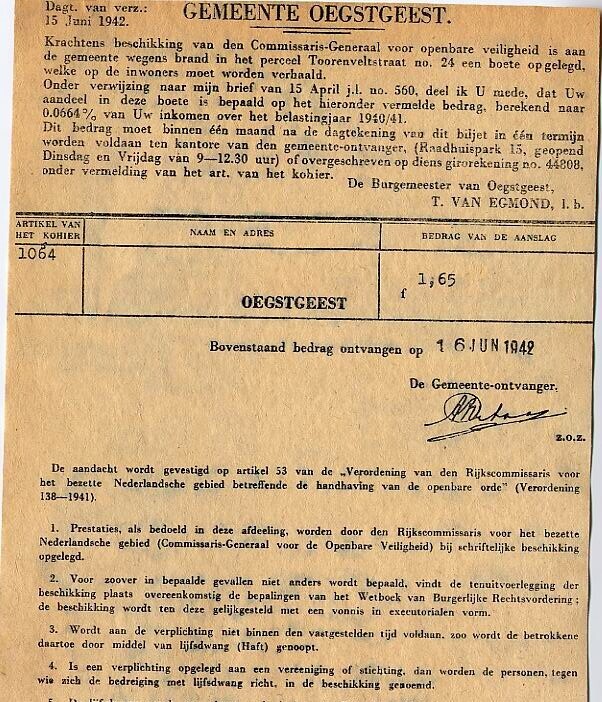 Dagt. van verz.:
15 Juni 1942.
GEMEENTE OEGSTGEEST.
Krachtens beschikking van den Commissaris-Generaal voor openbare veiligheid is aan
de gemeente wegens brand in het perceel Toorenveltstraat no. 24 een boete opgelegd,
welke op de inwoners moet worden verhaald.
Onder verwijzing naar mijn brief van 15 April j.l. no. 560, deel ik U mede, dat Uw
aandeel in deze boete is bepaald op het hieronder vermelde bedrag, berekend naar
0.0664% van Uw inkomen over het belastingjaar 1940/41.
Dit bedrag moet binnen één maand na de dagtekening van dit biljet in één termijn
worden voldaan ten kantore van den gemeente-ontvanger, (Raadhuispark 15, geopend
Dinsdag en Vrijdag van 9—12.30 uur) of overgeschreven op diens girorekening no. 44808,
onder vermelding van het art. van het kohier.
De Burgemeester van Oegstgeest,
T. VAN EGMOND, l. b.
ARTIKEL VAN
HET KOHIER
NAAM EN ADRES
BEDRAG VAN DE AANSLAG
1064
OEGSTGEEST
f 1,65
Bovenstaand bedrag ontvangen op 16 JUN 1942
De Gemeente-ontvanger.
z.o.z.
De aandacht wordt gevestigd op artikel 53 van de „Verordening van den Rijkscommissaris voor
het bezette Nederlandsche gebied betreffende de handhaving van de openbare orde" (Verordening
138—1941).
1. Prestaties, als bedoeld in deze afdeeling, worden door den Rijkscommissaris voor het bezette
Nederlandsche gebied (Commissaris-Generaal voor de Openbare Veiligheid) bij schriftelijke beschikking
opgelegd.
2. Voor zoover in bepaalde gevallen niet anders wordt bepaald, vindt de tenuitvoerlegging der
beschikking plaats overeenkomstig de bepalingen van het Wetboek van Burgerlijke Rechtsvordering;
de beschikking wordt ten deze gelijkgesteld met een vonnis in executorialen vorm.
3. Wordt aan de verplichting niet binnen den vastgestelden tijd voldaan, zoo wordt de betrokkene
daartoe door middel van lijfsdwang (Haft) genoopt.
4. Is een verplichting opgelegd aan een vereeniging of stichting, dan worden de personen, tegen
wie zich de bedreiging met lijfsdwang richt, in de beschikking genoemd.